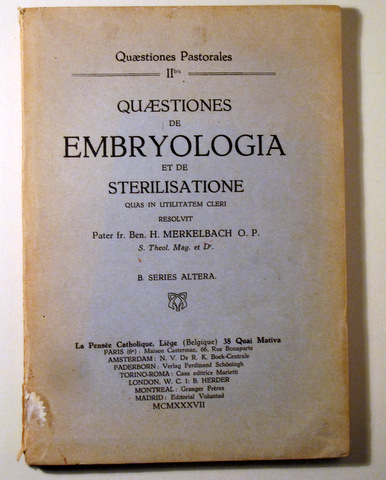 Quæstiones Pastorales
IIbis
QUÆSTIONES
DE
EMBRYOLOGIA
ET DE
STERILISATIONE
QUAS IN UTILITATEM CLERI
RESOLVIT
Pater fr. Ben. H. MERKELBACH O. P.
S. Theol. Mag. et Dr.
B. SERIES ALTERA.
La Pensée Catholique, Liége (Belgique) 38 Quai Mativa
PARIS (6e) : Maison Casterman, 66, Rue Bonaparte
AMSTERDAM : N. V. De R. K. Boek-Centrale
PADERBORN : Verlag Ferdinand Schöningh
TORINO-ROMA : Casa editrice Marietti
LONDON, W. C. 1: B. HERDER
MONTREAL : Granger Frères
MADRID : Editorial Voluntad
MCMXXXVII